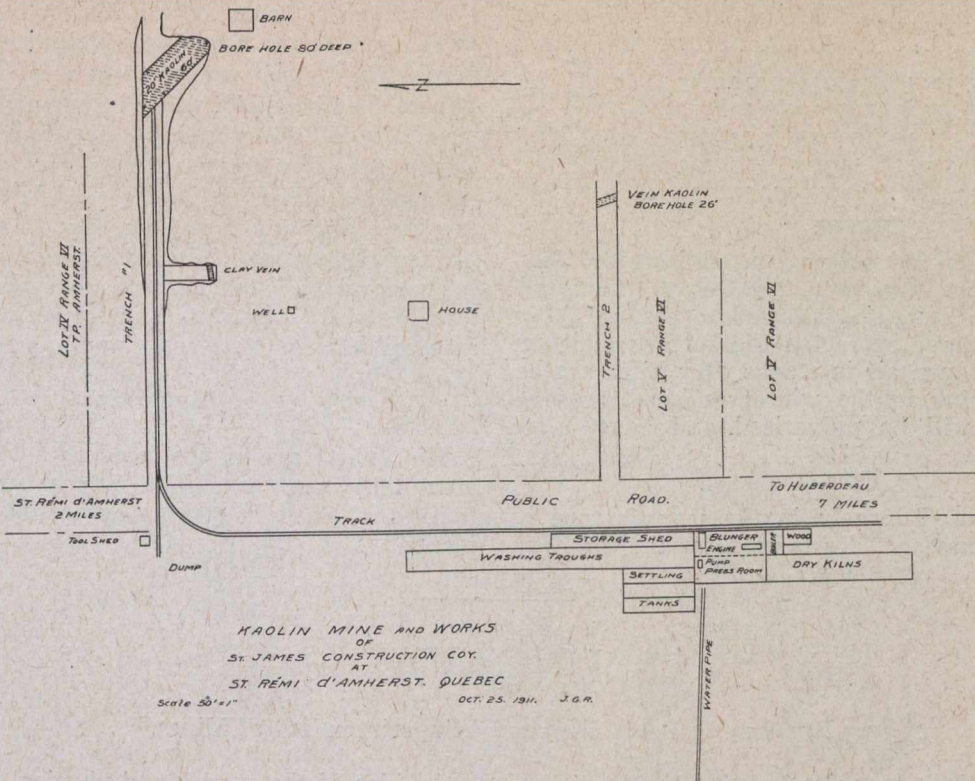 BARN
BORE HOLE 80' DEEP
20' KAOLIN
60'
Z
VEIN KAOLIN
BORE HOLE 26'
LOT IV RANGE VI
TP. AMHERST.
TRENCH #1
CLAY VEIN
WELL
HOUSE
TRENCH 2
LOT V RANGE VI
LOT V RANGE VI
ST. RÉMI d'AMHERST
2 MILES
PUBLIC ROAD.
TO HUBERDEAU
7 MILES
TRACK
TOOL SHED
DUMP
STORAGE SHED
BLUNGER
ENGINE
BOILER
WOOD
WASHING TROUGHS
PUMP
PRESS ROOM
DRY KILNS
SETTLING
TANKS
WATER PIPE
KAOLIN MINE AND WORKS
OF
ST. JAMES CONSTRUCTION COY.
AT
ST. RÉMI d'AMHERST. QUEBEC
Scale 50'=1"
OCT. 25. 1911. J.G.R.